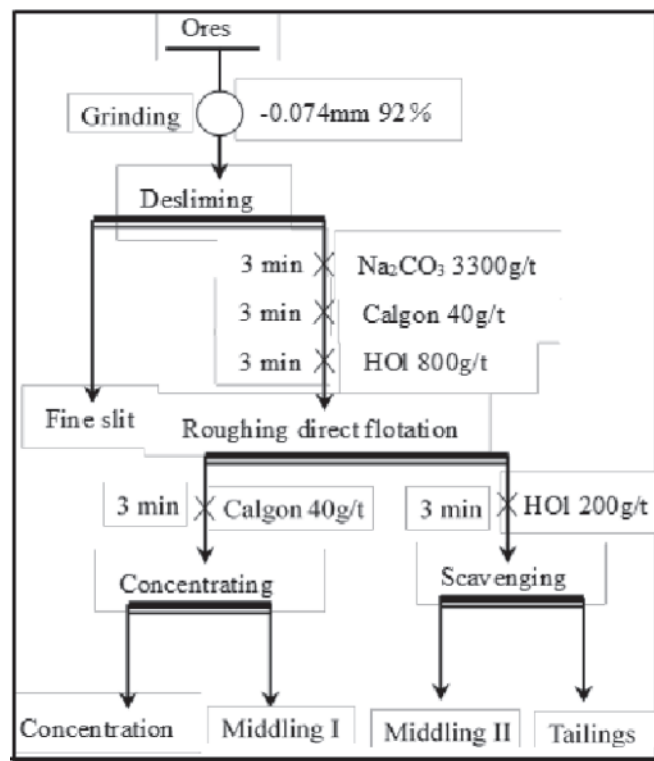 Ores
Grinding -0.074mm 92%
Desliming
3 min Na₂CO₃ 3300g/t
3 min Calgon 40g/t
3 min HOl 800g/t
Fine slit
Roughing direct flotation
3 min Calgon 40g/t 3 min HOl 200g/t
Concentrating Scavenging
Concentration Middling I Middling II Tailings